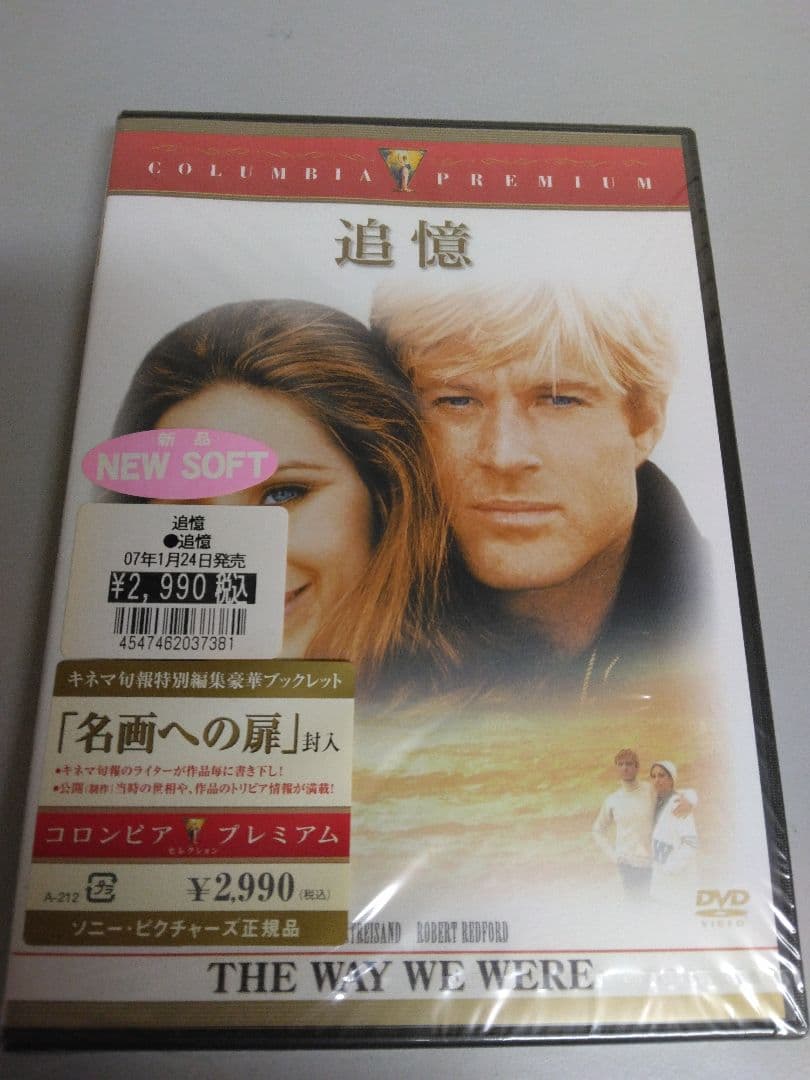 COLUMBIA PREMIUM
追憶
新品
NEW SOFT
追憶
●追憶
07年1月24日発売
¥2,990 税込
4547462037381
キネマ旬報特別編集豪華ブックレット
「名画への扉」封入
•キネマ旬報のライターが作品毎に書き下し!
•公開(制作)当時の世相や、作品のトリビア情報が満載!
コロンビア プレミアム
セレクション
A-212 プラ ¥2,990(税込)
ソニー・ピクチャーズ正規品
TREISAND ROBERT REDFORD
DVD
VIDEO
THE WAY WE WERE